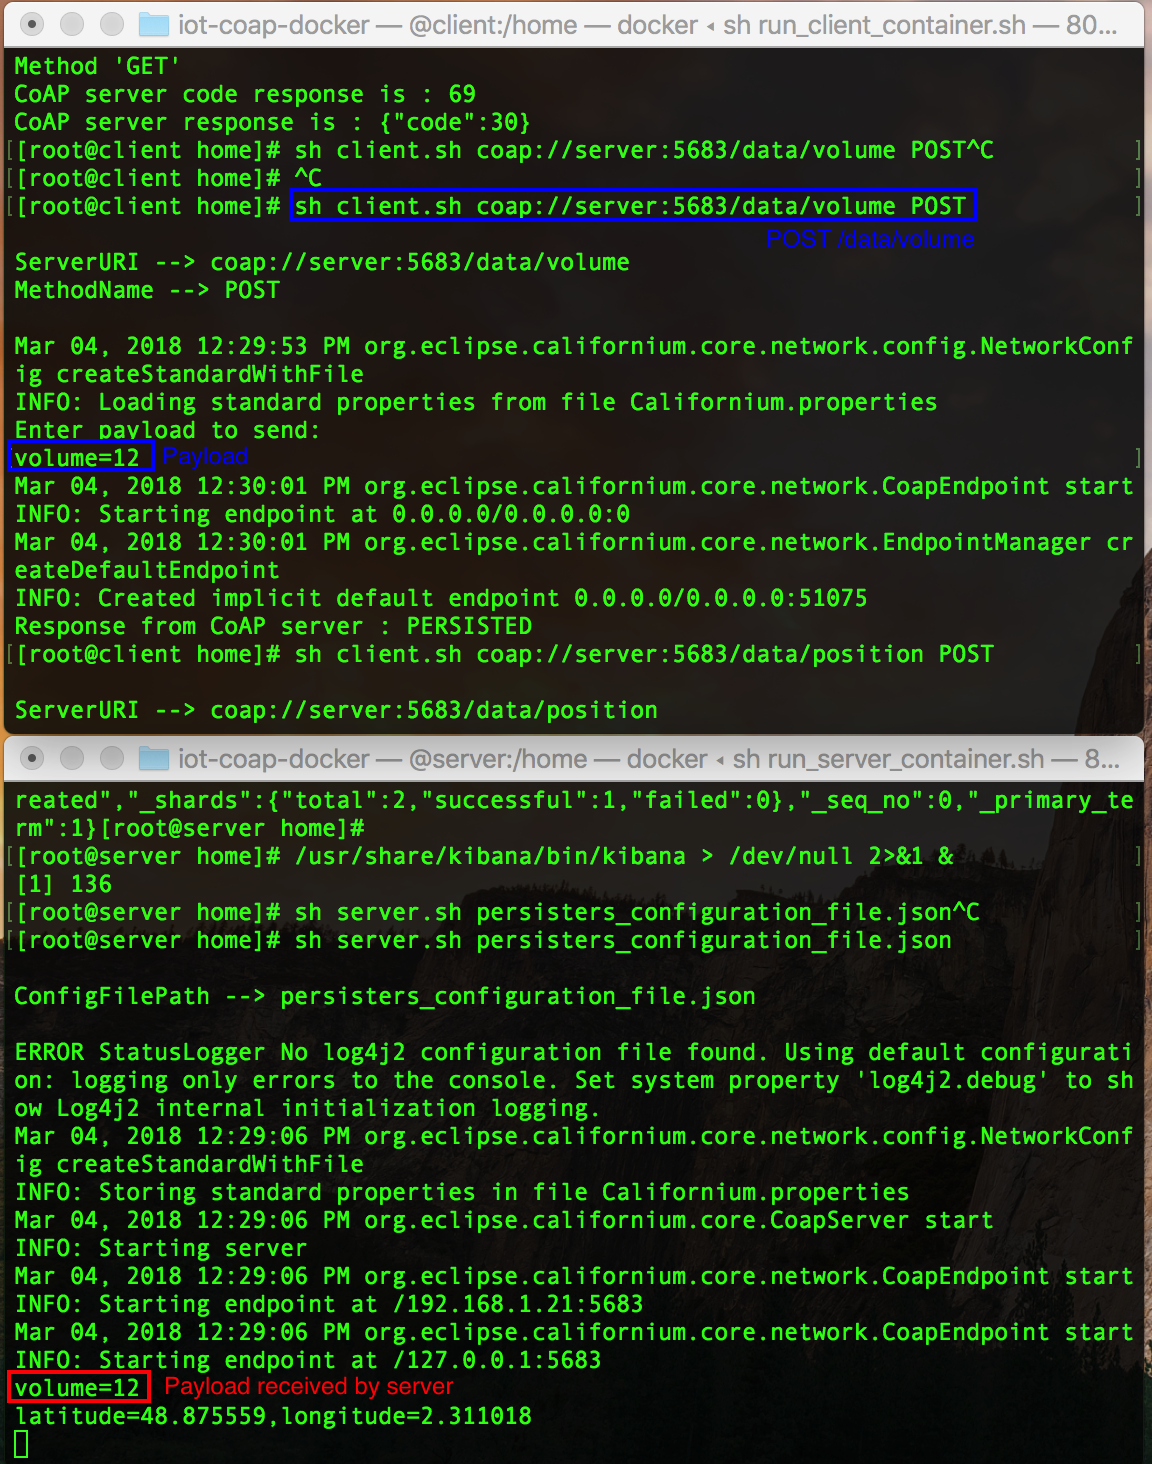 iot-coap-docker — @client:/home — docker ◂ sh run_client_container.sh — 80...
Method 'GET'
CoAP server code response is : 69
CoAP server response is : {"code":30}
[[root@client home]# sh client.sh coap://server:5683/data/volume POST^C ]
[[root@client home]# ^C ]
[[root@client home]# sh client.sh coap://server:5683/data/volume POST ]
POST /data/volume
ServerURI --> coap://server:5683/data/volume
MethodName --> POST
Mar 04, 2018 12:29:53 PM org.eclipse.californium.core.network.config.NetworkConf
ig createStandardWithFile
INFO: Loading standard properties from file Californium.properties
Enter payload to send:
volume=12 Payload ]
Mar 04, 2018 12:30:01 PM org.eclipse.californium.core.network.CoapEndpoint start
INFO: Starting endpoint at 0.0.0.0/0.0.0.0:0
Mar 04, 2018 12:30:01 PM org.eclipse.californium.core.network.EndpointManager cr
eateDefaultEndpoint
INFO: Created implicit default endpoint 0.0.0.0/0.0.0.0:51075
Response from CoAP server : PERSISTED
[[root@client home]# sh client.sh coap://server:5683/data/position POST ]
ServerURI --> coap://server:5683/data/position
iot-coap-docker — @server:/home — docker ◂ sh run_server_container.sh — 8...
reated","_shards":{"total":2,"successful":1,"failed":0},"_seq_no":0,"_primary_te
rm":1}[root@server home]#
[[root@server home]# /usr/share/kibana/bin/kibana > /dev/null 2>&1 & ]
[1] 136
[[root@server home]# sh server.sh persisters_configuration_file.json^C ]
[[root@server home]# sh server.sh persisters_configuration_file.json ]
ConfigFilePath --> persisters_configuration_file.json
ERROR StatusLogger No log4j2 configuration file found. Using default configurati
on: logging only errors to the console. Set system property 'log4j2.debug' to sh
ow Log4j2 internal initialization logging.
Mar 04, 2018 12:29:06 PM org.eclipse.californium.core.network.config.NetworkConf
ig createStandardWithFile
INFO: Storing standard properties in file Californium.properties
Mar 04, 2018 12:29:06 PM org.eclipse.californium.core.CoapServer start
INFO: Starting server
Mar 04, 2018 12:29:06 PM org.eclipse.californium.core.network.CoapEndpoint start
INFO: Starting endpoint at /192.168.1.21:5683
Mar 04, 2018 12:29:06 PM org.eclipse.californium.core.network.CoapEndpoint start
INFO: Starting endpoint at /127.0.0.1:5683
volume=12 Payload received by server
latitude=48.875559,longitude=2.311018